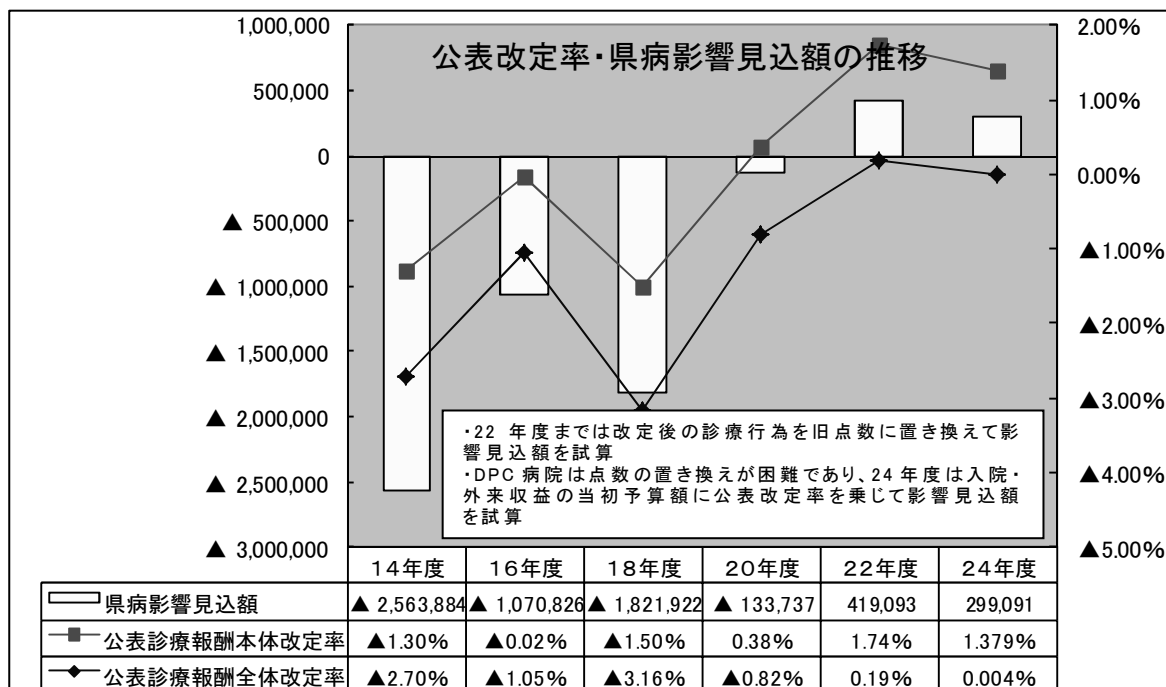 公表改定率・県病影響見込額の推移
1,000,000
500,000
0
▲ 500,000
▲ 1,000,000
▲ 1,500,000
▲ 2,000,000
▲ 2,500,000
▲ 3,000,000
2.00%
1.00%
0.00%
▲1.00%
▲2.00%
▲3.00%
▲4.00%
▲5.00%
・22 年度までは改定後の診療行為を旧点数に置き換えて影
響見込額を試算
・DPC 病院は点数の置き換えが困難であり、24 年度は入院・
外来収益の当初予算額に公表改定率を乗じて影響見込額
を試算
14年度 16年度 18年度 20年度 22年度 24年度
県病影響見込額 ▲ 2,563,884 ▲ 1,070,826 ▲ 1,821,922 ▲ 133,737 419,093 299,091
公表診療報酬本体改定率 ▲1.30% ▲0.02% ▲1.50% 0.38% 1.74% 1.379%
公表診療報酬全体改定率 ▲2.70% ▲1.05% ▲3.16% ▲0.82% 0.19% 0.004%